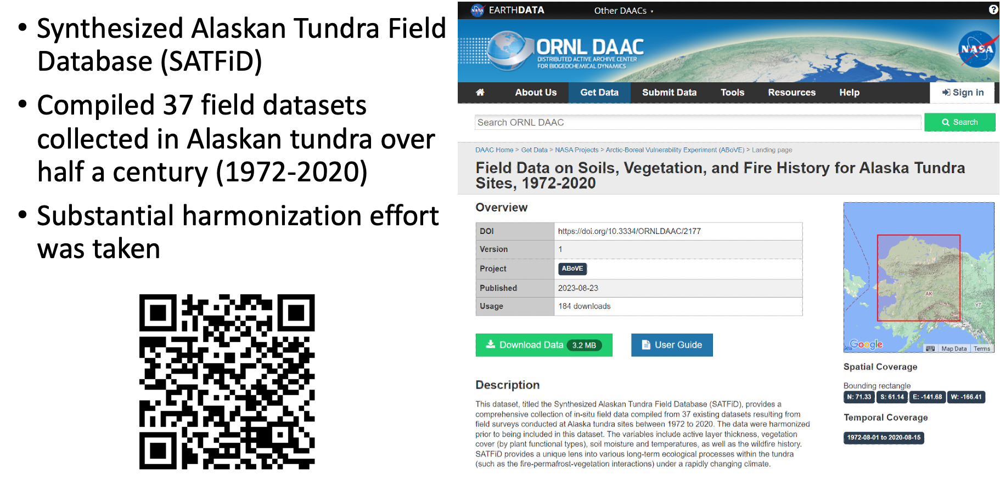 • Synthesized Alaskan Tundra Field
Database (SATFiD)
• Compiled 37 field datasets
collected in Alaskan tundra over
half a century (1972-2020)
• Substantial harmonization effort
was taken
NASA EARTHDATA
Other DAACs
?
ORNL DAAC
DISTRIBUTED ACTIVE ARCHIVE CENTER
FOR BIOGEOCHEMICAL DYNAMICS
NASA
About Us
Get Data
Submit Data
Tools
Resources
Help
Sign in
Search ORNL DAAC
Search
DAAC Home > Get Data > NASA Projects > Arctic-Boreal Vulnerability Experiment (ABoVE) > Landing page
Field Data on Soils, Vegetation, and Fire History for Alaska Tundra
Sites, 1972-2020
Overview
DOI https://doi.org/10.3334/ORNLDAAC/2177
Version 1
Project ABoVE
Published 2023-08-23
Usage 184 downloads
Download Data 3.2 MB
User Guide
Description
This dataset, titled the Synthesized Alaskan Tundra Field Database (SATFiD), provides a
comprehensive collection of in-situ field data compiled from 37 existing datasets resulting from
field surveys conducted at Alaska tundra sites between 1972 to 2020. The data were harmonized
prior to being included in this dataset. The variables include active layer thickness, vegetation
cover (by plant functional types), soil moisture and temperatures, as well as the wildfire history.
SATFiD provides a unique lens into various long-term ecological processes within the tundra
(such as the fire-permafrost-vegetation interactions) under a rapidly changing climate.
AK
YT
Sea
Google
Map Data
Terms
Spatial Coverage
Bounding rectangle
N: 71.33 S: 61.14 E: -141.68 W: -166.41
Temporal Coverage
1972-08-01 to 2020-08-15